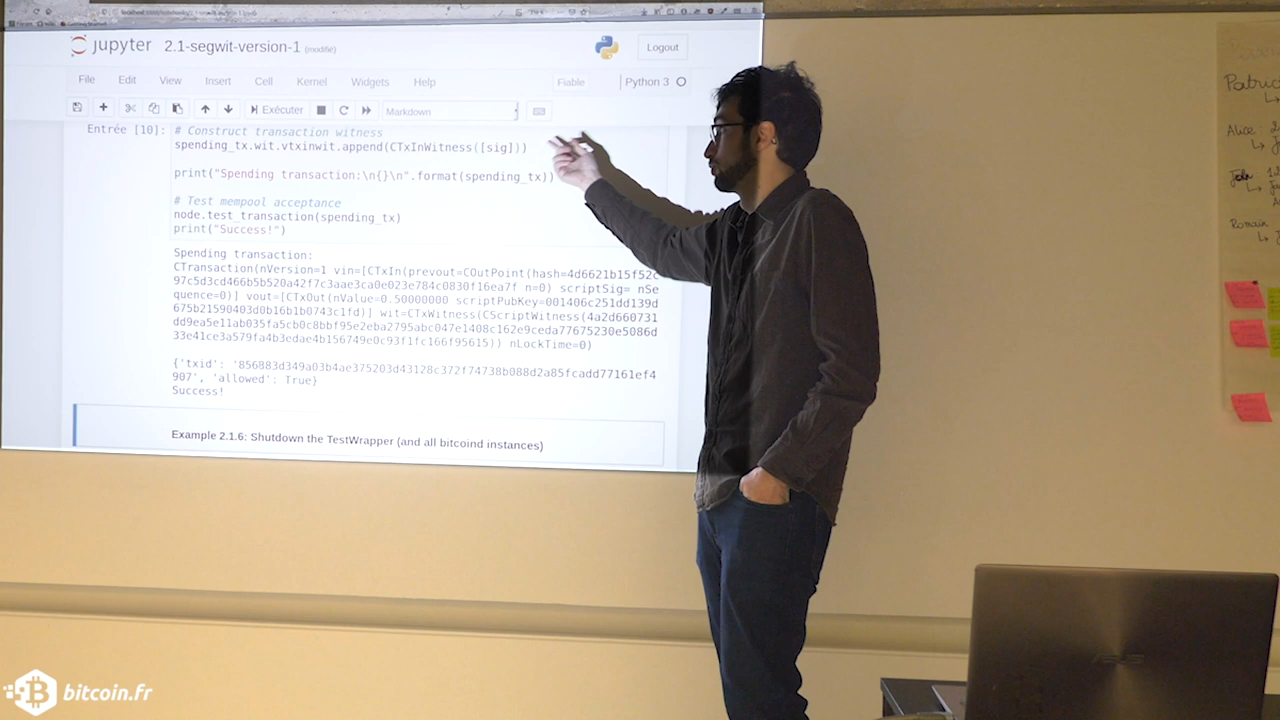 jupyter 2.1-segwit-version-1 (modifié)
Logout
File Edit View Insert Cell Kernel Widgets Help
Fiable
Python 3
Exécuter
Markdown
Entrée [10]:
# Construct transaction witness
spending_tx.wit.vtxinwit.append(CTxInWitness([sig]))
print("Spending transaction:\n{}\n".format(spending_tx))
# Test mempool acceptance
node.test_transaction(spending_tx)
print("Success!")
Spending transaction:
CTransaction(nVersion=1 vin=[CTxIn(prevout=COutPoint(hash=4d6621b15f52c
97c5d3cd466b5b520a42f7c3aae3ca0e023e784c0830f16ea7f n=0) scriptSig= nSe
quence=0)] vout=[CTxOut(nValue=0.50000000 scriptPubKey=001406c251dd139d
675b21590403d0b16b1b0743c1fd)] wit=CTxWitness(CScriptWitness(4a2d660731
dd9ea5e11ab035fa5cb0c8bbf95e2eba2795abc047e1408c162e9ceda77675230e5086d
33e41ce3a579fa4b3edae4b156749e0c93f1fc166f95615)) nLockTime=0)
{'txid': '856883d349a03b4ae375203d43128c372f74738b088d2a85fcadd77161ef4
907', 'allowed': True}
Success!
Example 2.1.6: Shutdown the TestWrapper (and all bitcoind instances)
Patric
Alice :
John
Romain
ASUS
bitcoin.fr